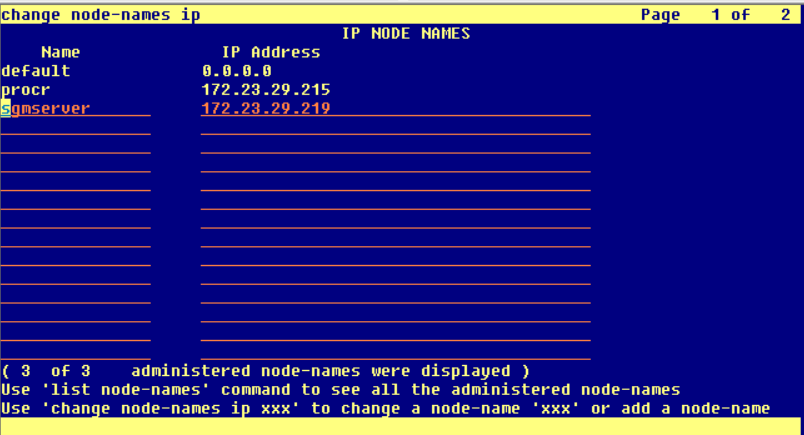 change node-names ip Page 1 of 2
IP NODE NAMES
Name IP Address
default 0.0.0.0
procr 172.23.29.215
sgmserver 172.23.29.219
( 3 of 3 administered node-names were displayed )
Use 'list node-names' command to see all the administered node-names
Use 'change node-names ip xxx' to change a node-name 'xxx' or add a node-name